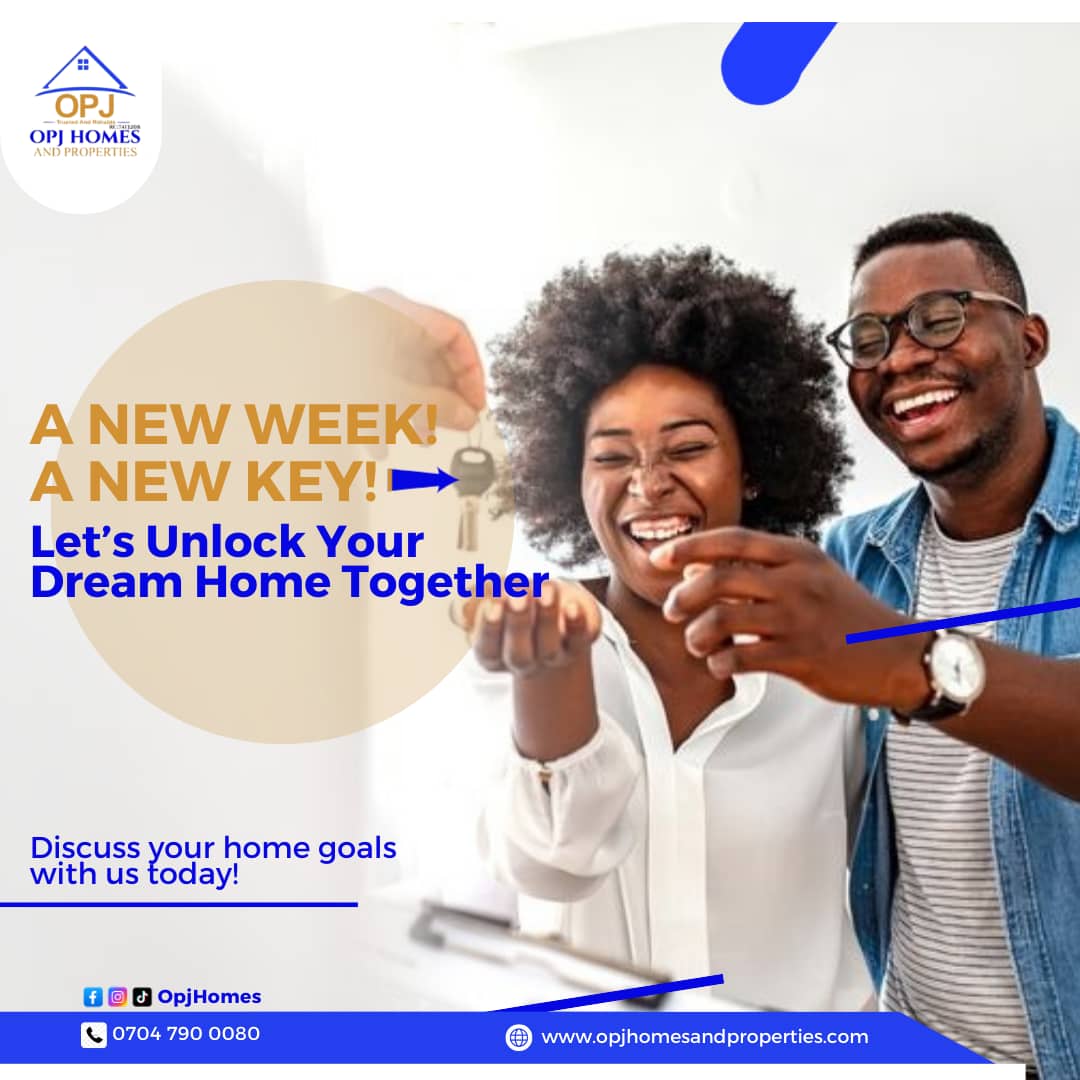 OPJ
Trusted And Reliable
OPJ HOMES
AND PROPERTIES
A NEW WEEK!
A NEW KEY!
Let's Unlock Your
Dream Home Together
Discuss your home goals
with us today!
OpjHomes
0704 790 0080
www.opjhomesandproperties.com